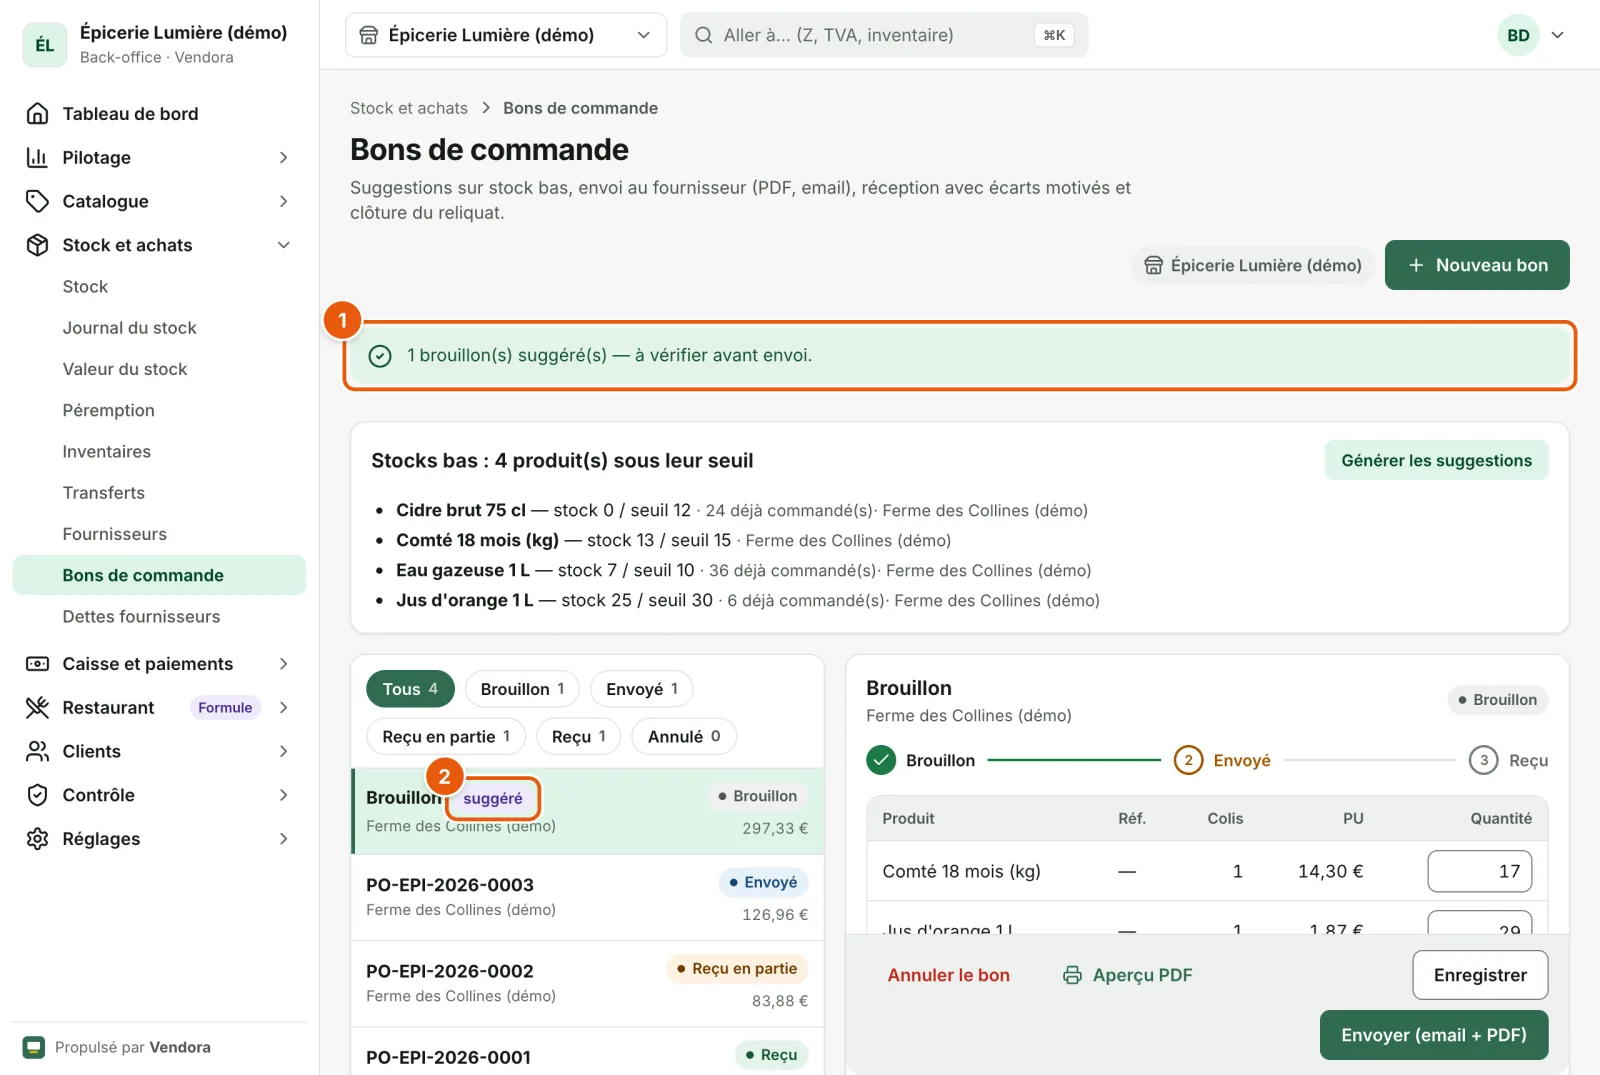 ÉL
Épicerie Lumière (démo)
Back-office · Vendora
Tableau de bord
Pilotage
Catalogue
Stock et achats
Stock
Journal du stock
Valeur du stock
Péremption
Inventaires
Transferts
Fournisseurs
Bons de commande
Dettes fournisseurs
Caisse et paiements
Restaurant Formule
Clients
Contrôle
Réglages
Propulsé par Vendora
Épicerie Lumière (démo)
Aller à... (Z, TVA, inventaire) ⌘K
BD
Stock et achats > Bons de commande
Bons de commande
Suggestions sur stock bas, envoi au fournisseur (PDF, email), réception avec écarts motivés et
clôture du reliquat.
Épicerie Lumière (démo)
+ Nouveau bon
1
1 brouillon(s) suggéré(s) — à vérifier avant envoi.
Stocks bas : 4 produit(s) sous leur seuil
Générer les suggestions
• Cidre brut 75 cl — stock 0 / seuil 12 · 24 déjà commandé(s)· Ferme des Collines (démo)
• Comté 18 mois (kg) — stock 13 / seuil 15 · Ferme des Collines (démo)
• Eau gazeuse 1 L — stock 7 / seuil 10 · 36 déjà commandé(s)· Ferme des Collines (démo)
• Jus d'orange 1 L — stock 25 / seuil 30 · 6 déjà commandé(s)· Ferme des Collines (démo)
Tous 4 Brouillon 1 Envoyé 1
Reçu en partie 1 Reçu 1 Annulé 0
2
Brouillon suggéré • Brouillon
Ferme des Collines (démo) 297,33 €
PO-EPI-2026-0003 • Envoyé
Ferme des Collines (démo) 126,96 €
PO-EPI-2026-0002 • Reçu en partie
Ferme des Collines (démo) 83,88 €
PO-EPI-2026-0001 • Reçu
Brouillon
Ferme des Collines (démo)
• Brouillon
Brouillon 2 Envoyé 3 Reçu
Produit Réf. Colis PU Quantité
Comté 18 mois (kg) — 1 14,30 € 17
Jus d'orange 1 L — 1 1,87 € 29
Annuler le bon
Aperçu PDF
Enregistrer
Envoyer (email + PDF)